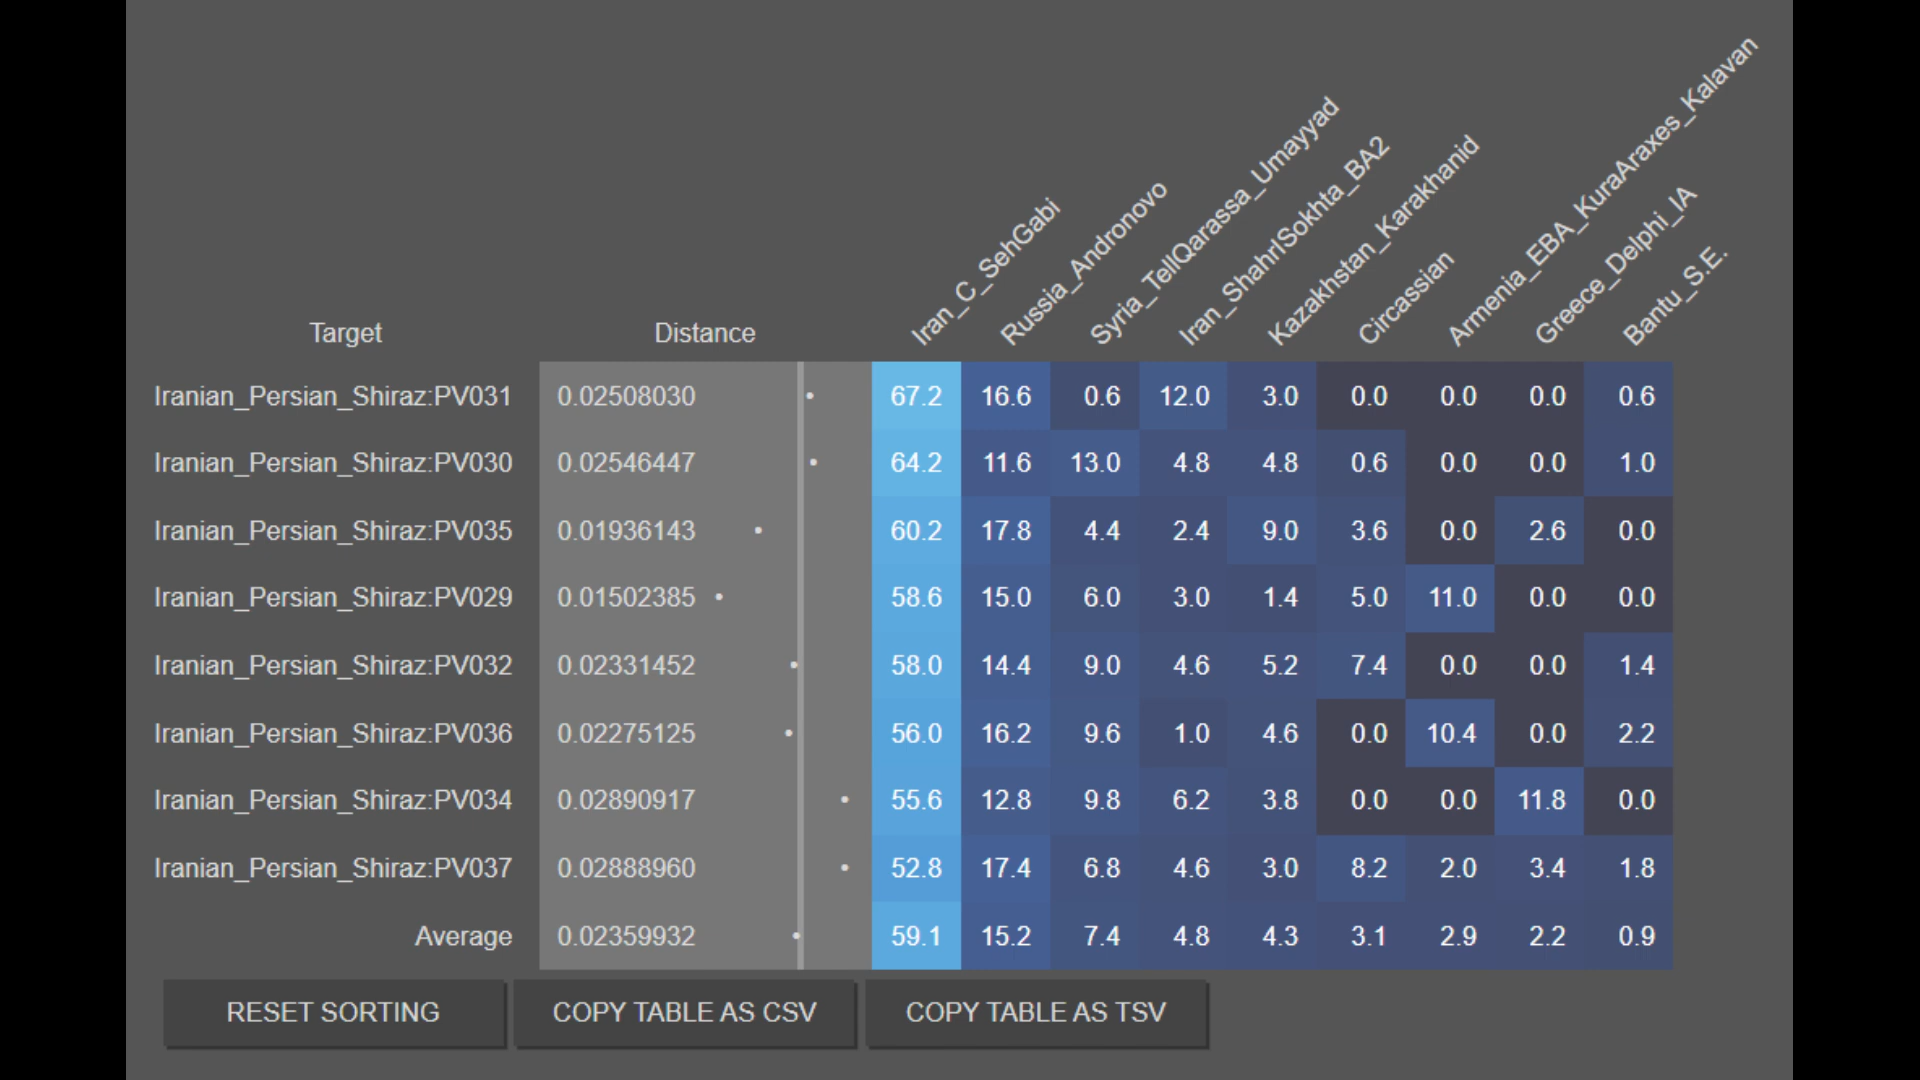 Iran_C_SehGabi
Russia_Andronovo
Syria_TellQarassa_Umayyad
Iran_ShahrISokhta_BA2
Kazakhstan_Karakhanid
Circassian
Armenia_EBA_KuraAraxes_Kalavan
Greece_Delphi_IA
Bantu_S.E.
Target Distance
Iranian_Persian_Shiraz:PV031 0.02508030 67.2 16.6 0.6 12.0 3.0 0.0 0.0 0.0 0.6
Iranian_Persian_Shiraz:PV030 0.02546447 64.2 11.6 13.0 4.8 4.8 0.6 0.0 0.0 1.0
Iranian_Persian_Shiraz:PV035 0.01936143 60.2 17.8 4.4 2.4 9.0 3.6 0.0 2.6 0.0
Iranian_Persian_Shiraz:PV029 0.01502385 58.6 15.0 6.0 3.0 1.4 5.0 11.0 0.0 0.0
Iranian_Persian_Shiraz:PV032 0.02331452 58.0 14.4 9.0 4.6 5.2 7.4 0.0 0.0 1.4
Iranian_Persian_Shiraz:PV036 0.02275125 56.0 16.2 9.6 1.0 4.6 0.0 10.4 0.0 2.2
Iranian_Persian_Shiraz:PV034 0.02890917 55.6 12.8 9.8 6.2 3.8 0.0 0.0 11.8 0.0
Iranian_Persian_Shiraz:PV037 0.02888960 52.8 17.4 6.8 4.6 3.0 8.2 2.0 3.4 1.8
Average 0.02359932 59.1 15.2 7.4 4.8 4.3 3.1 2.9 2.2 0.9
RESET SORTING COPY TABLE AS CSV COPY TABLE AS TSV